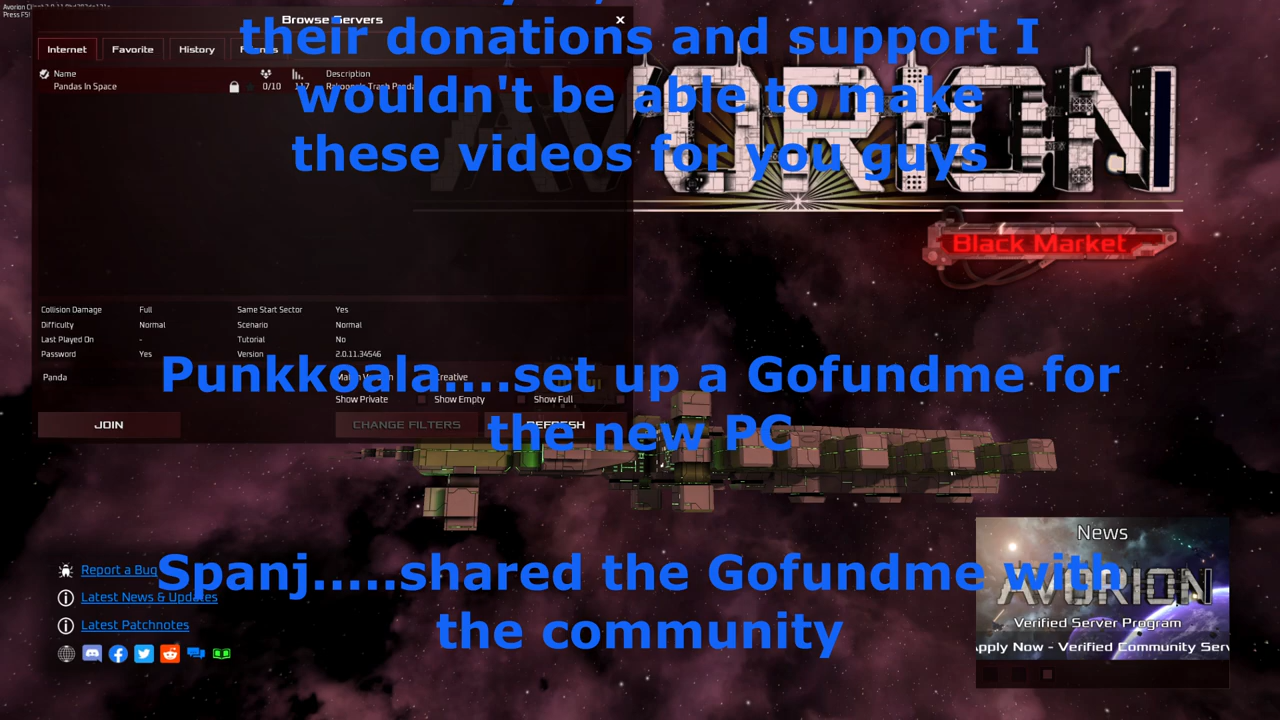 Press F5
Browse Servers
their donations and support I
Internet
Favorite
History
Name
Description
Pandas In Space
0/10
117
wouldn't be able to make
these videos for you guys
AVORION
Black Market
Collision Damage Full Same Start Sector Yes
Difficulty Normal Scenario Normal
Last Played On - Tutorial No
Password Yes Version 2.0.11.34546
Punkkoala....set up a Gofundme for
the new PC
Panda
Creative
Show Private Show Empty Show Full
JOIN
CHANGE FILTERS
REFRESH
News
AVORION
Verified Server Program
Apply Now - Verified Community Serv
Report a Bug
Spanj.....shared the Gofundme with
the community
Latest News & Updates
Latest Patchnotes